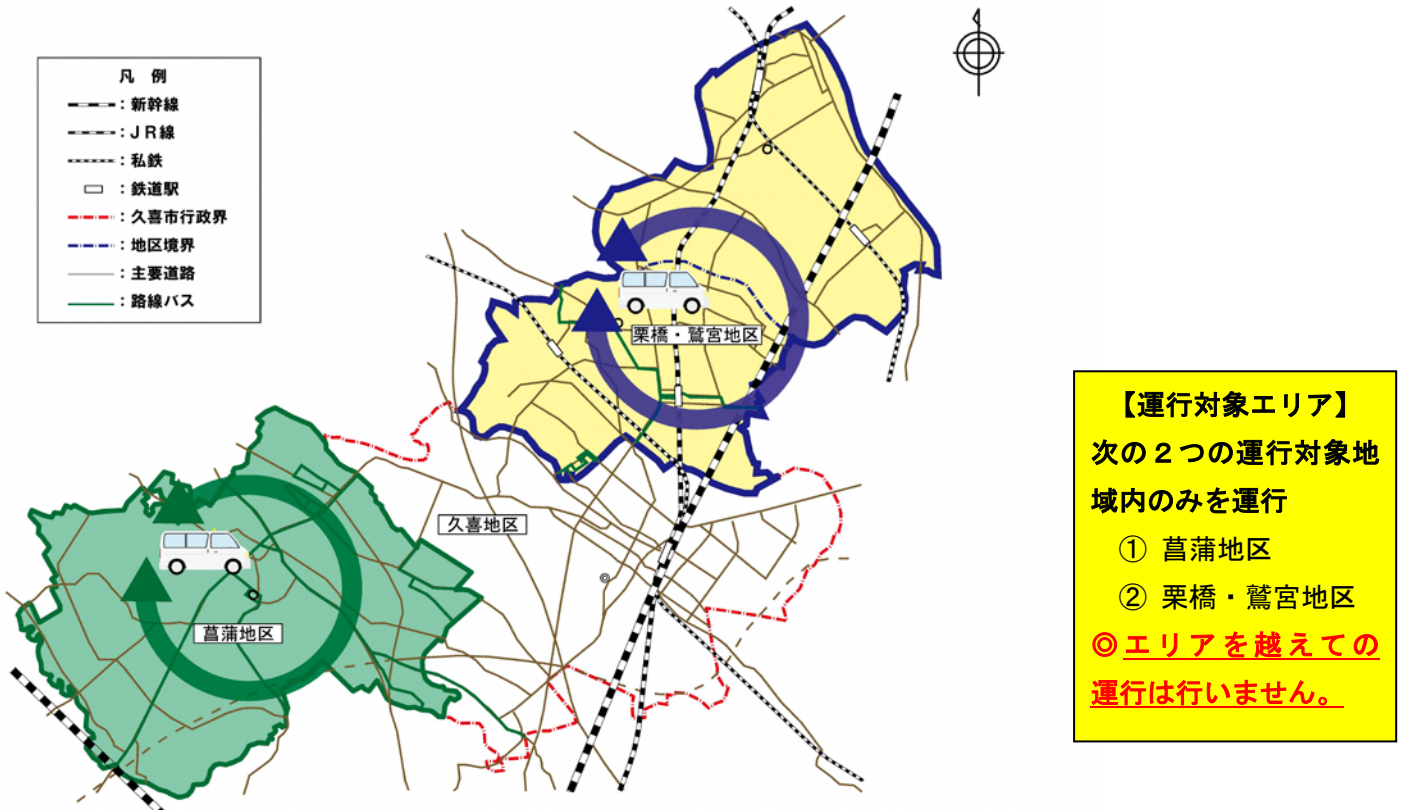 凡 例
：新幹線
：ＪＲ線
：私鉄
：鉄道駅
：久喜市行政界
：地区境界
：主要道路
：路線バス
栗橋・鷲宮地区
久喜地区
菖蒲地区
【運行対象エリア】
次の２つの運行対象地
域内のみを運行
① 菖蒲地区
② 栗橋・鷲宮地区
◎エリアを越えての
運行は行いません。